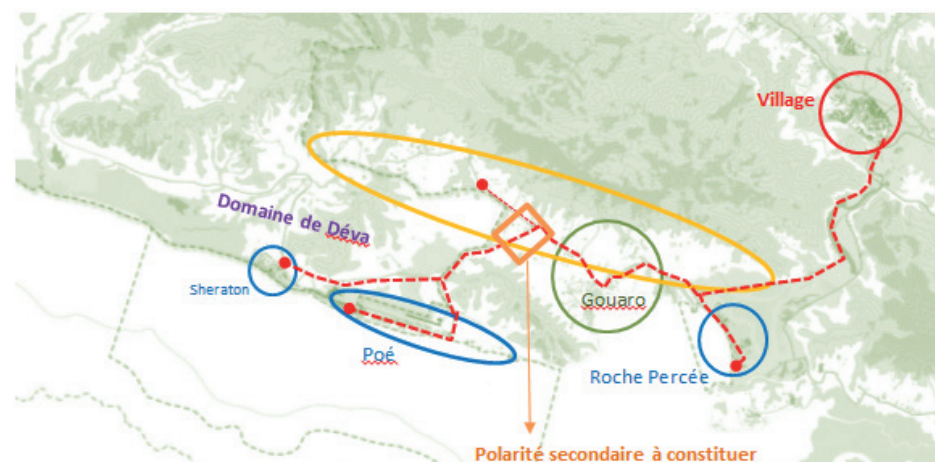 Village
Domaine de Déva
Sheraton
Gouaro
Poé
Roche Percée
Polarité secondaire à constituer